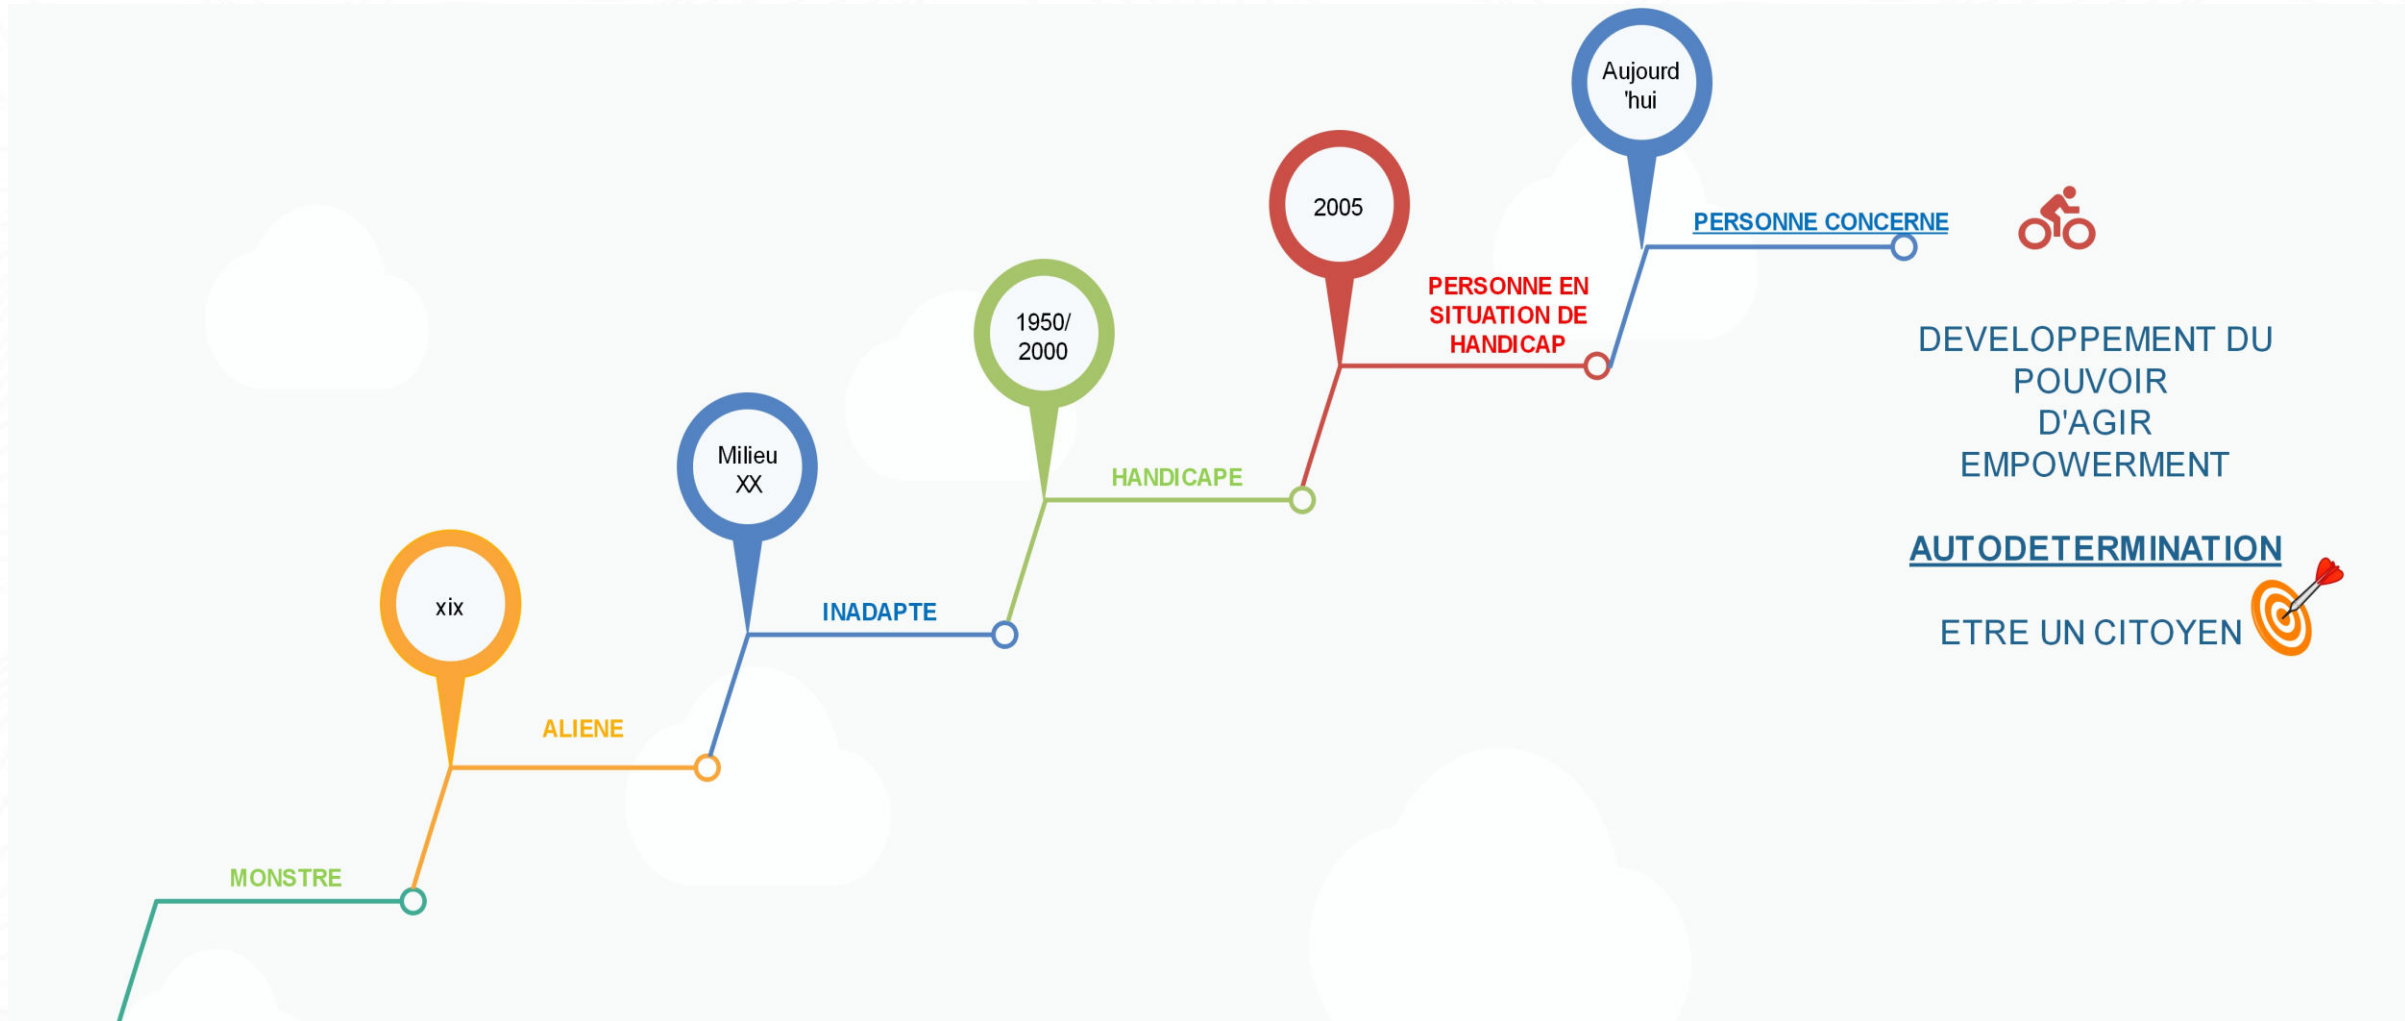 MONSTRE
xix
ALIENE
Milieu
XX
INADAPTE
1950/
2000
HANDICAPE
2005
PERSONNE EN
SITUATION DE
HANDICAP
Aujourd
'hui
PERSONNE CONCERNE
DEVELOPPEMENT DU
POUVOIR
D'AGIR
EMPOWERMENT
AUTODETERMINATION
ETRE UN CITOYEN